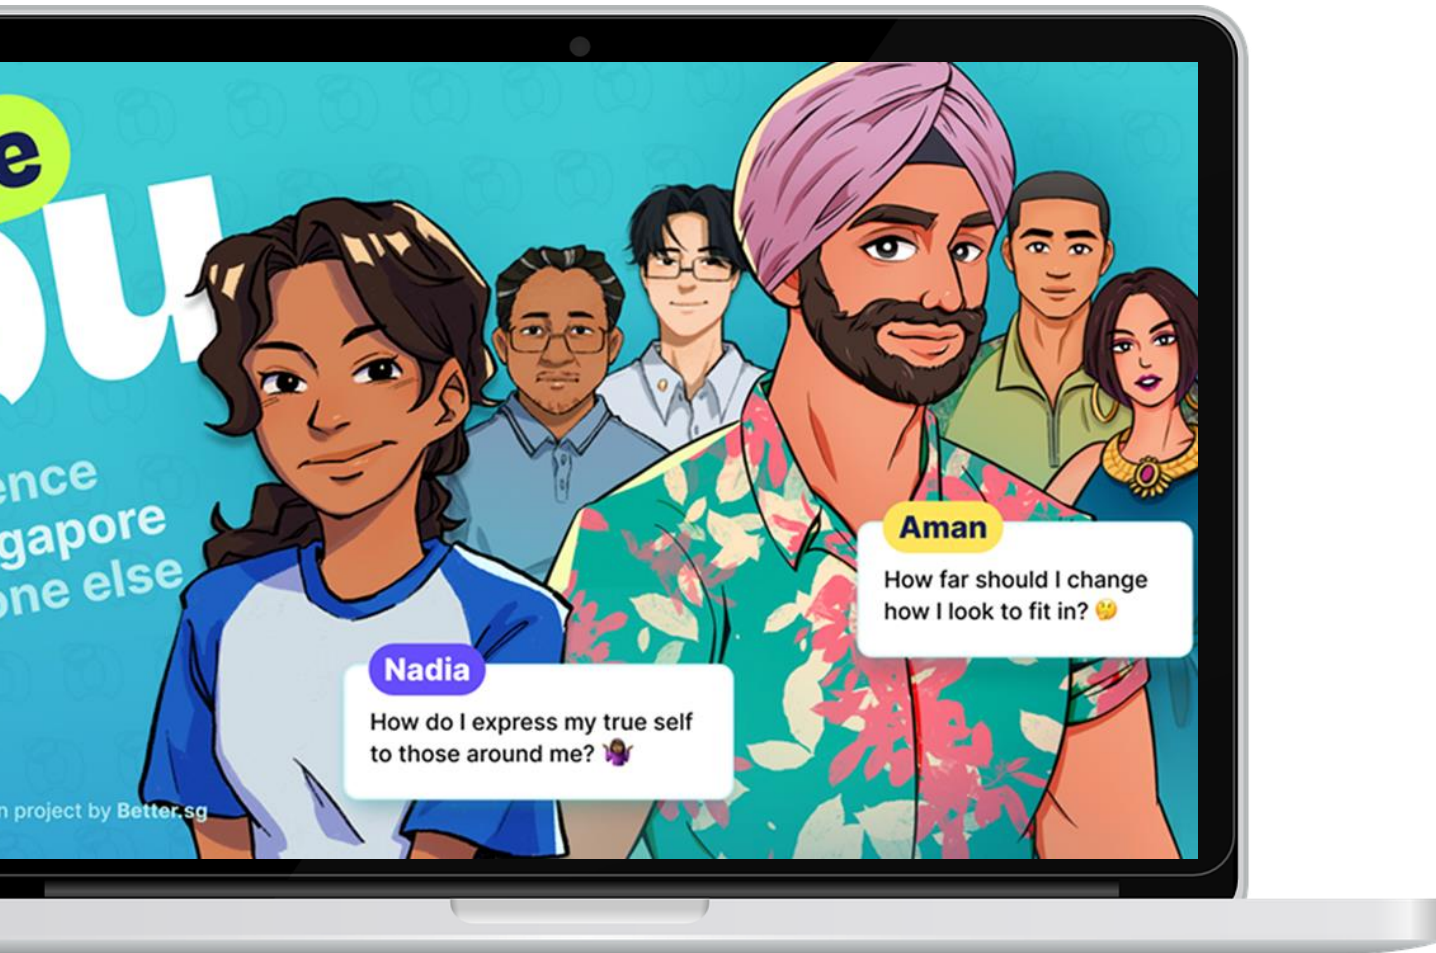 e
ou
ence
gapore
one else
n project by Better.sg
Nadia
How do I express my true self
to those around me? 🤷🏾‍♀️
Aman
How far should I change
how I look to fit in? 🤔